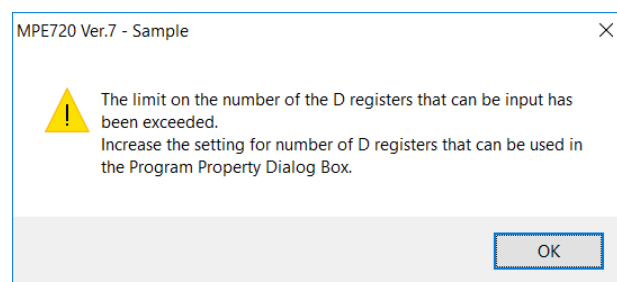 MPE720 Ver.7 - Sample
The limit on the number of the D registers that can be input has
been exceeded.
Increase the setting for number of D registers that can be used in
the Program Property Dialog Box.
OK